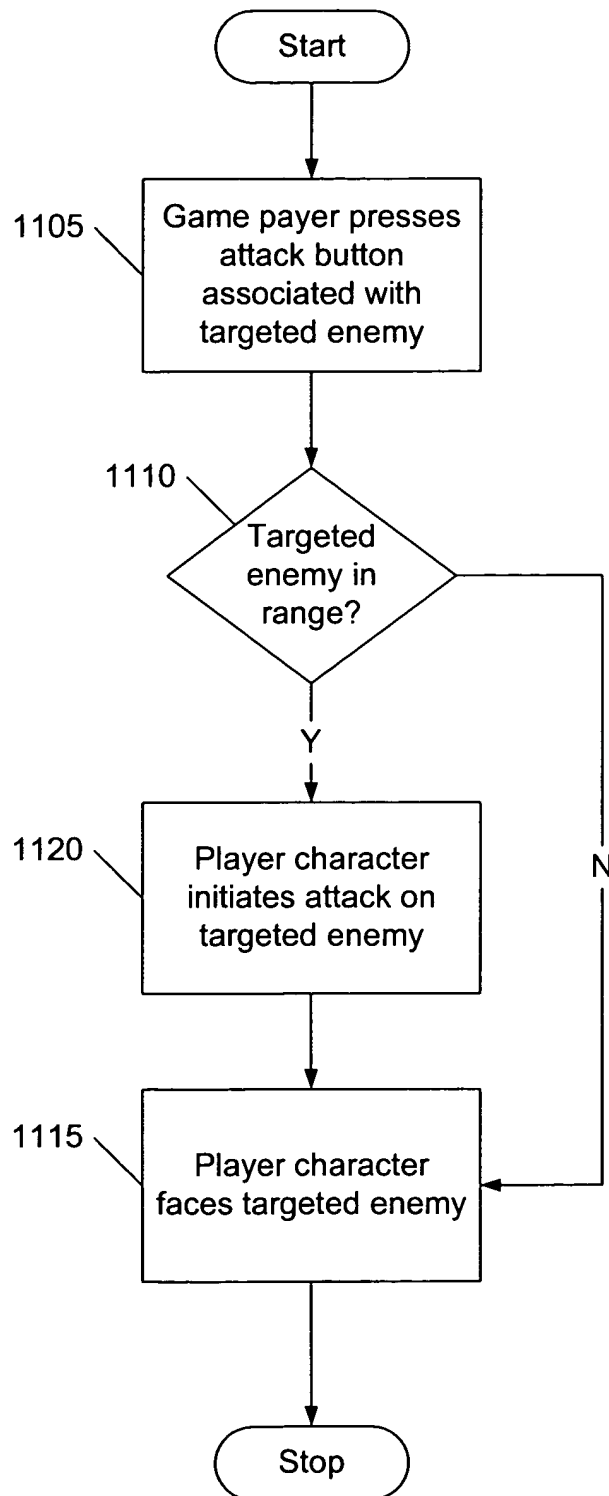 Start
1105
Game payer presses
attack button
associated with
targeted enemy
1110
Targeted
enemy in
range?
Y
N
1120
Player character
initiates attack on
targeted enemy
1115
Player character
faces targeted enemy
Stop